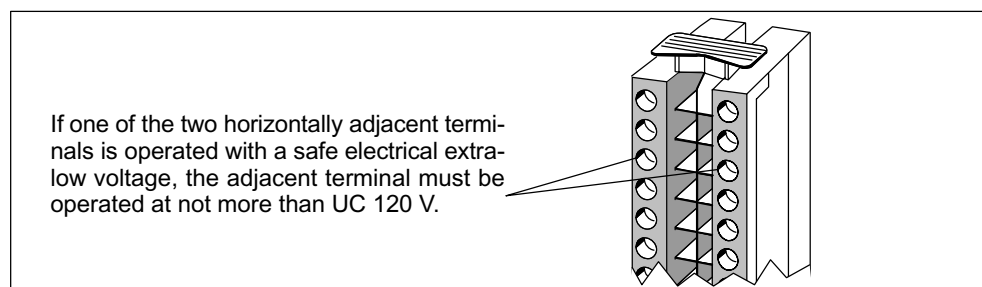 If one of the two horizontally adjacent termi-
nals is operated with a safe electrical extra-
low voltage, the adjacent terminal must be
operated at not more than UC 120 V.